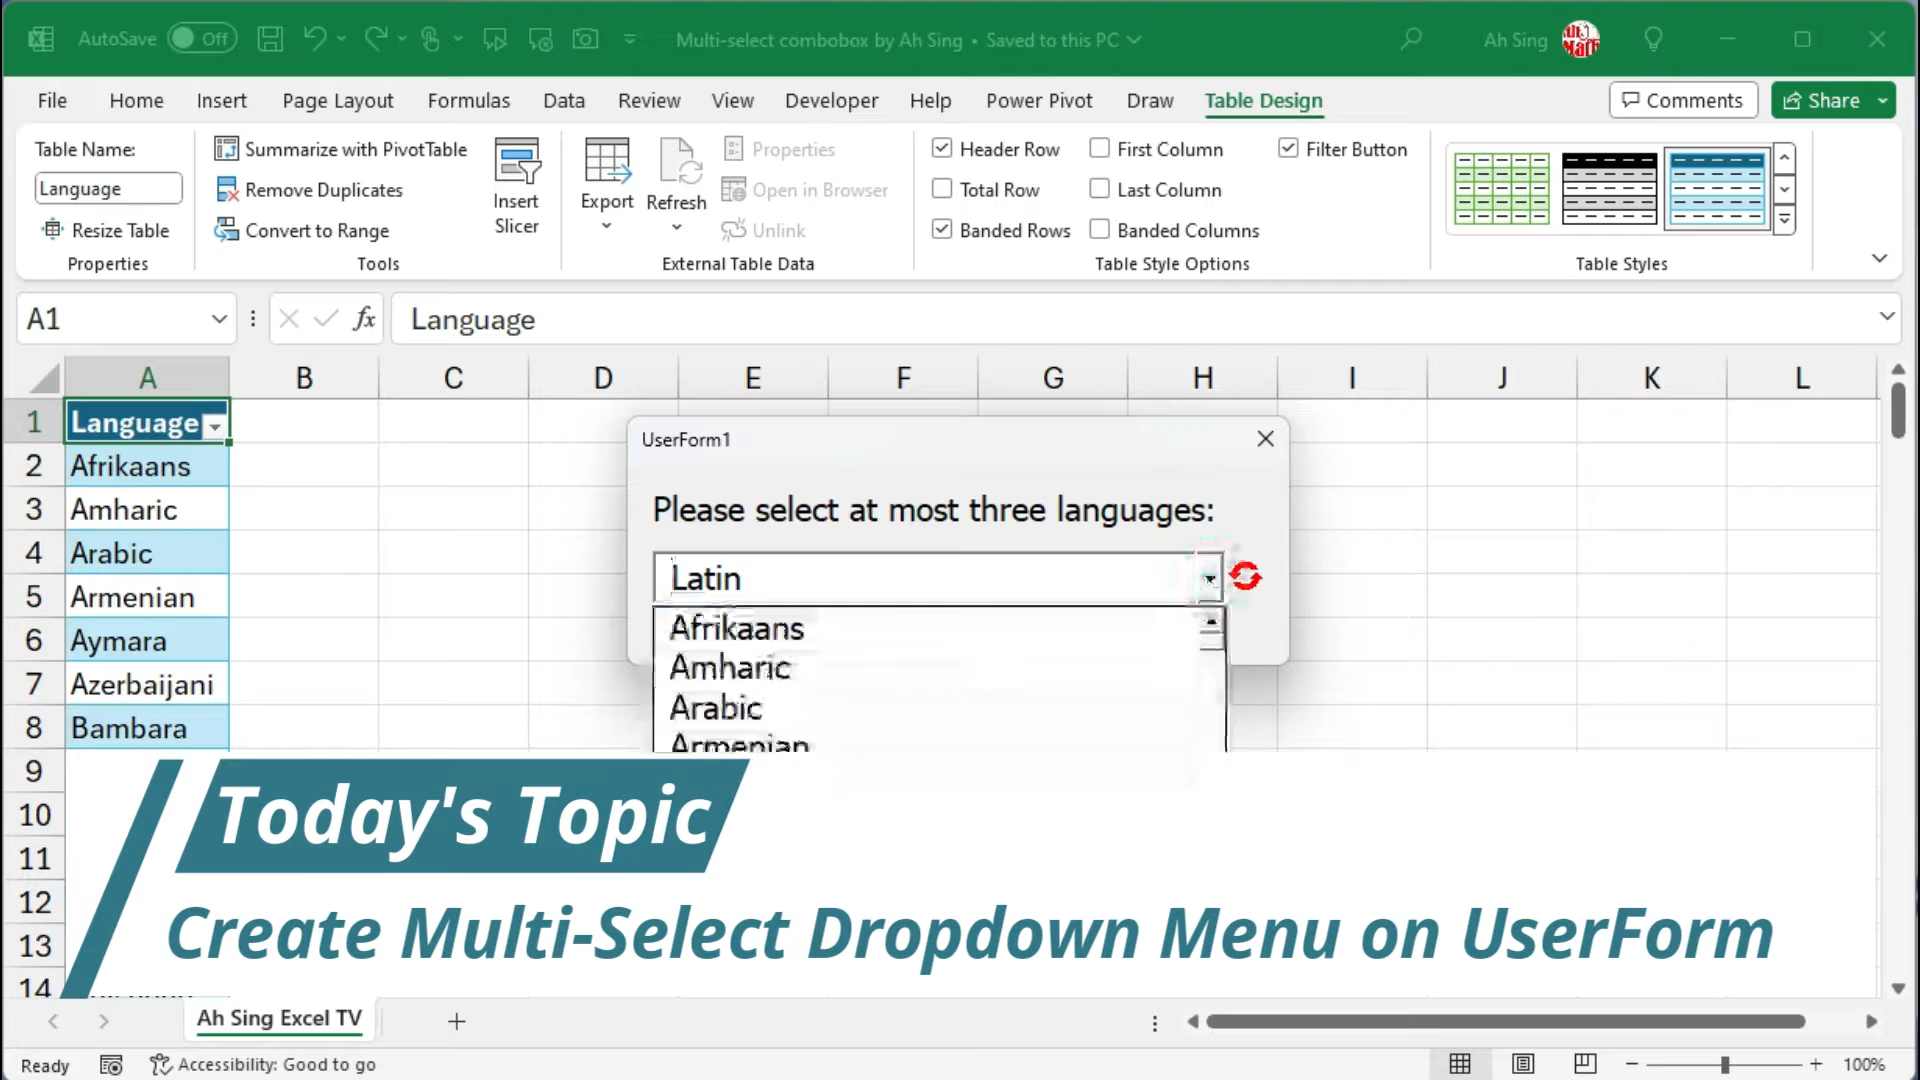 AutoSave Off Multi-select combobox by Ah Sing • Saved to this PC Ah Sing
File Home Insert Page Layout Formulas Data Review View Developer Help Power Pivot Draw Table Design Comments Share
Table Name:
Language
Resize Table
Properties
Summarize with PivotTable
Remove Duplicates
Convert to Range
Tools
Insert
Slicer
Export
Refresh
Properties
Open in Browser
Unlink
External Table Data
Header Row
Total Row
Banded Rows
First Column
Last Column
Banded Columns
Filter Button
Table Style Options
Table Styles
A1 fx Language
A B C D E F G H I J K L
1 Language
2 Afrikaans
3 Amharic
4 Arabic
5 Armenian
6 Aymara
7 Azerbaijani
8 Bambara
9
10
11
12
13
14
UserForm1
Please select at most three languages:
Latin
Afrikaans
Amharic
Arabic
Armenian
Today's Topic
Create Multi-Select Dropdown Menu on UserForm
Ah Sing Excel TV
Ready Accessibility: Good to go 100%